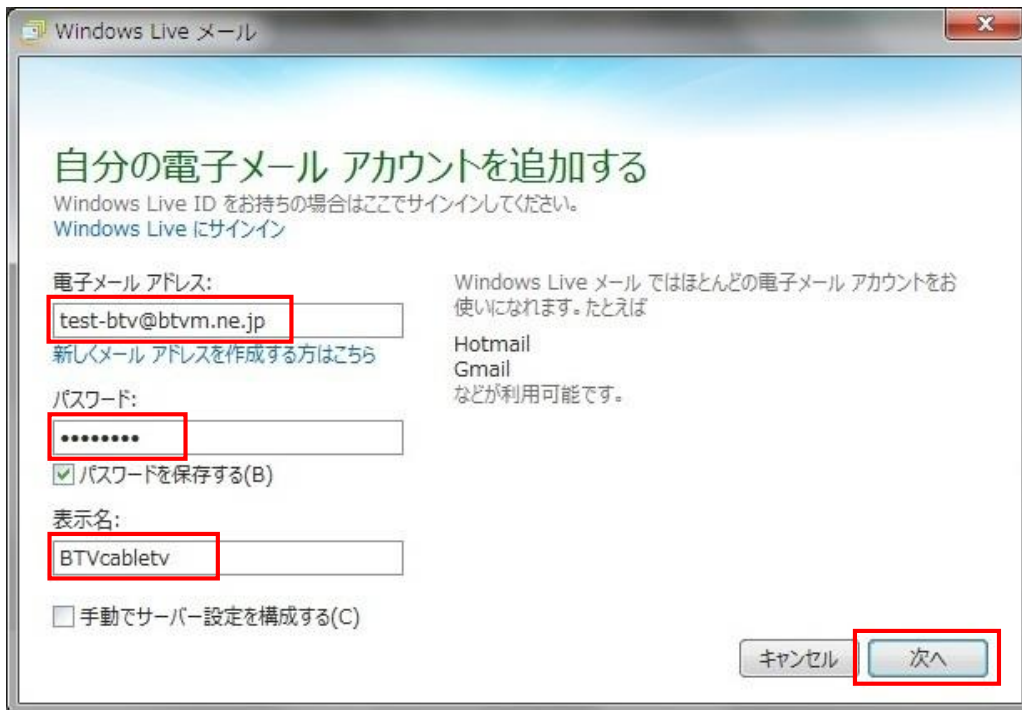 Windows Live メール
自分の電子メール アカウントを追加する
Windows Live ID をお持ちの場合はここでサインインしてください。
Windows Live にサインイン
電子メール アドレス:
test-btv@btvm.ne.jp
新しくメール アドレスを作成する方はこちら
パスワード:
••••••••
パスワードを保存する(B)
表示名:
BTVcabletv
手動でサーバー設定を構成する(C)
Windows Live メール ではほとんどの電子メール アカウントをお
使いになれます。たとえば
Hotmail
Gmail
などが利用可能です。
キャンセル
次へ